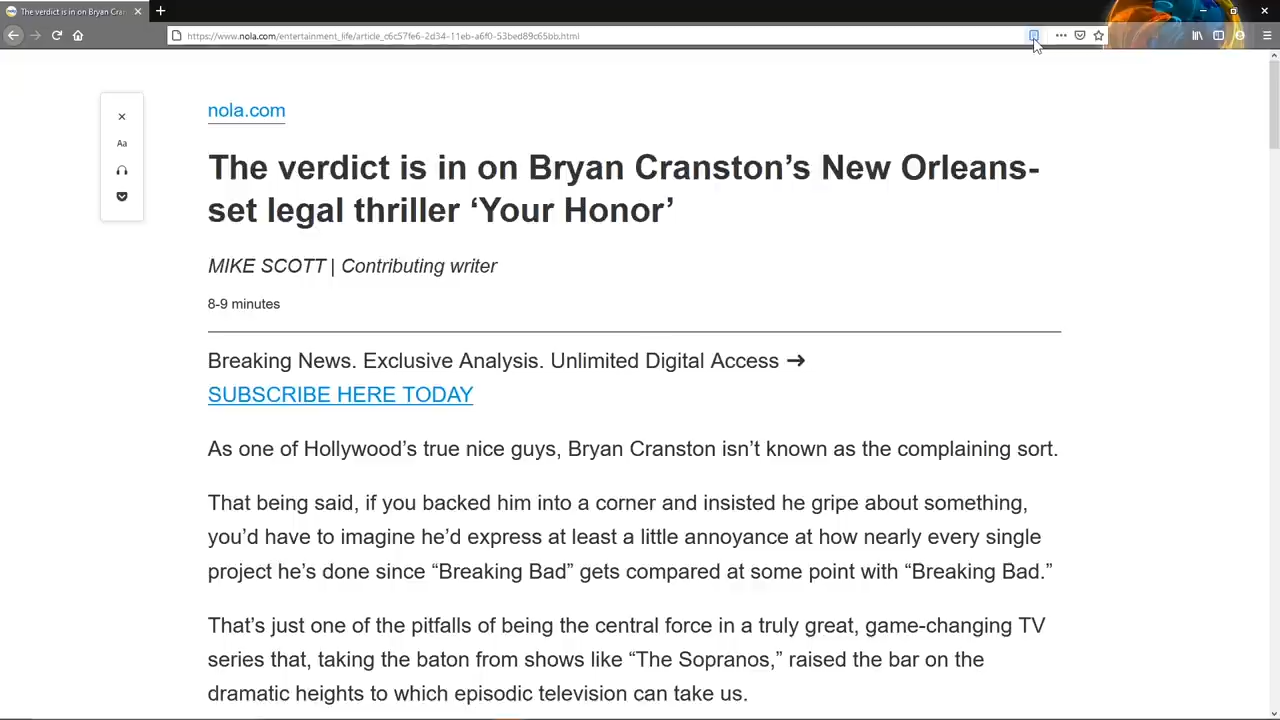 The verdict is in on Bryan Cra
https://www.nola.com/entertainment_life/article_c6c57fe6-2d34-11eb-a6f0-53bed89c65bb.html
nola.com
Aa
The verdict is in on Bryan Cranston’s New Orleans-
set legal thriller ‘Your Honor’
MIKE SCOTT | Contributing writer
8-9 minutes
Breaking News. Exclusive Analysis. Unlimited Digital Access ➜
SUBSCRIBE HERE TODAY
As one of Hollywood’s true nice guys, Bryan Cranston isn’t known as the complaining sort.
That being said, if you backed him into a corner and insisted he gripe about something,
you’d have to imagine he’d express at least a little annoyance at how nearly every single
project he’s done since “Breaking Bad” gets compared at some point with “Breaking Bad.”
That’s just one of the pitfalls of being the central force in a truly great, game-changing TV
series that, taking the baton from shows like “The Sopranos,” raised the bar on the
dramatic heights to which episodic television can take us.